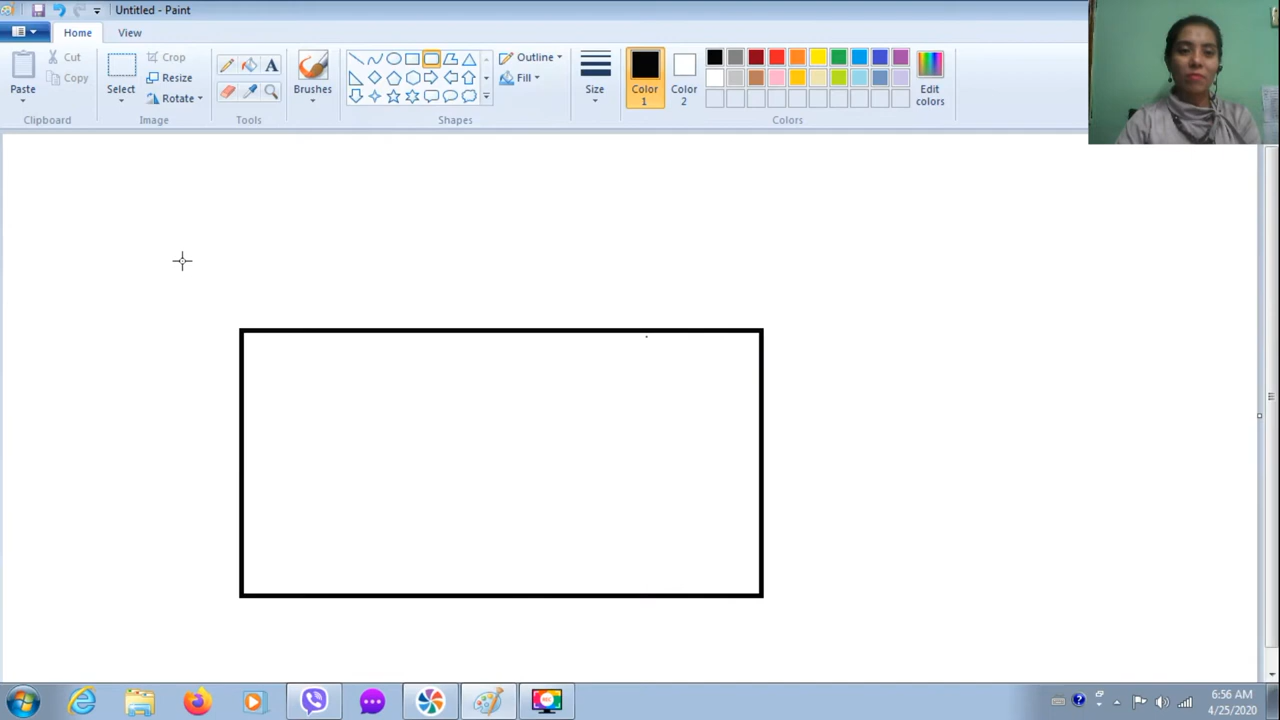 Untitled - Paint
Home View
Paste
Cut
Copy
Clipboard
Select
Crop
Resize
Rotate
Image
A
Tools
Brushes
Outline
Fill
Shapes
Size
Color 1
Color 2
Edit colors
Colors
6:56 AM
4/25/2020